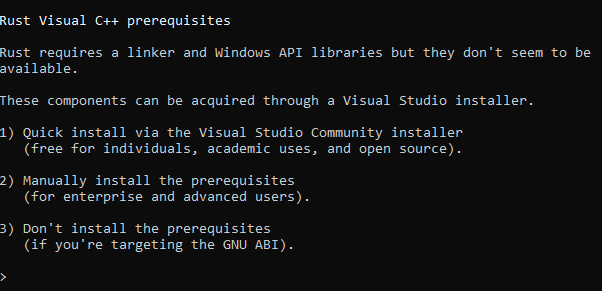 Rust Visual C++ prerequisites
Rust requires a linker and Windows API libraries but they don't seem to be
available.
These components can be acquired through a Visual Studio installer.
1) Quick install via the Visual Studio Community installer
(free for individuals, academic uses, and open source).
2) Manually install the prerequisites
(for enterprise and advanced users).
3) Don't install the prerequisites
(if you're targeting the GNU ABI).
>